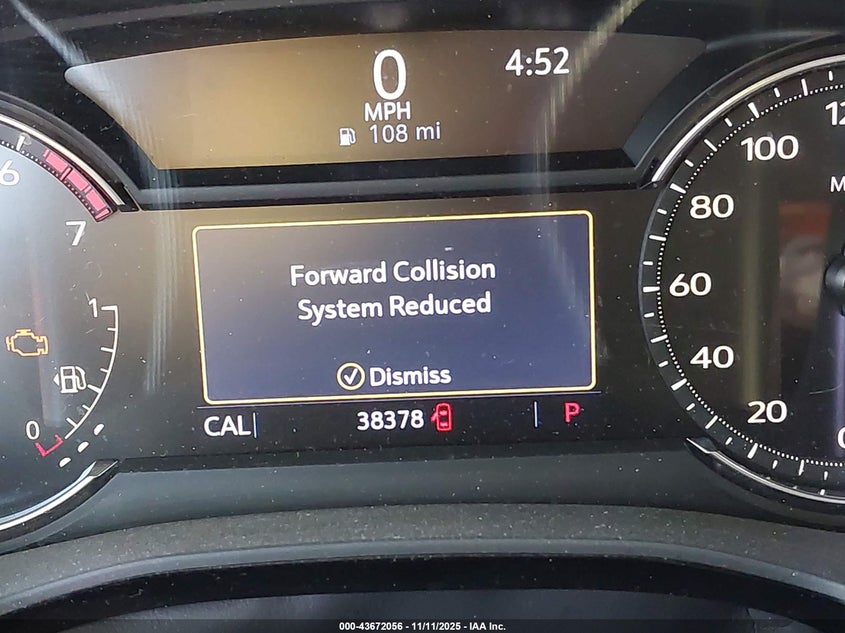 0
4:52
MPH
108 mi
6
7
1
0
Forward Collision
System Reduced
Dismiss
CAL
38378
P
100
80
60
40
20
000-43672056 - 11/11/2025 - IAA Inc.